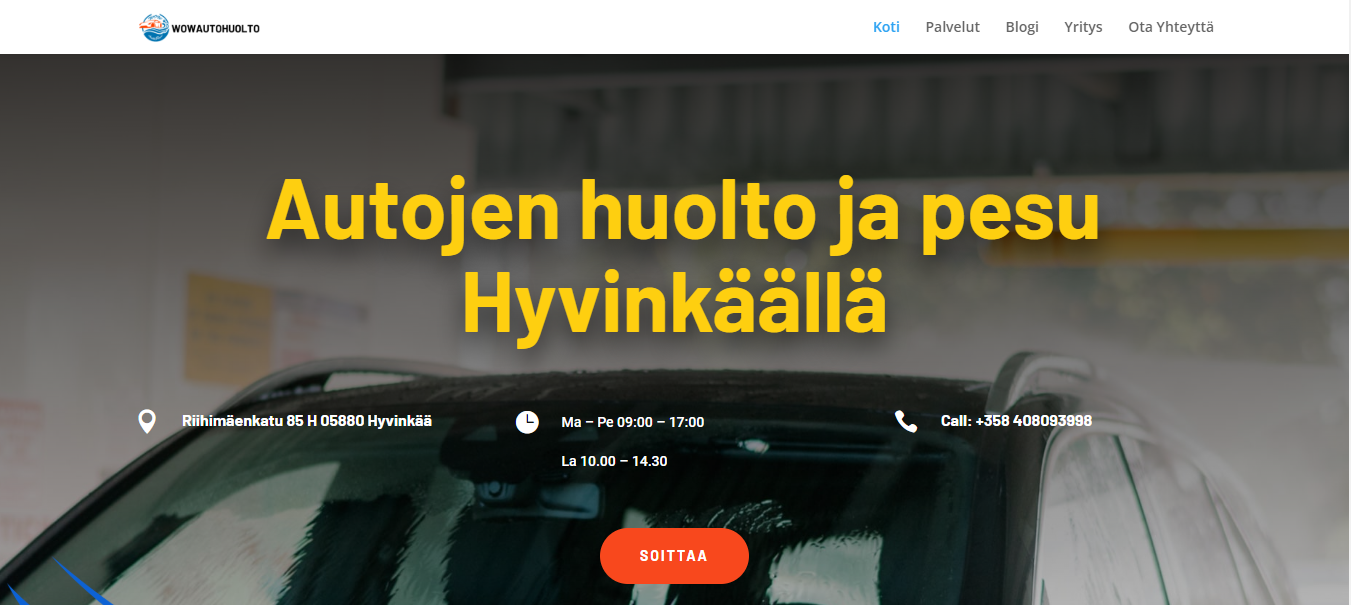 WOWAUTOHUOLTO
Koti
Palvelut
Blogi
Yritys
Ota Yhteyttä
Autojen huolto ja pesu
Hyvinkäällä
Riihimäenkatu 85 H 05880 Hyvinkää
Ma – Pe 09:00 – 17:00
La 10.00 – 14.30
Call: +358 408093998
SOITTAA